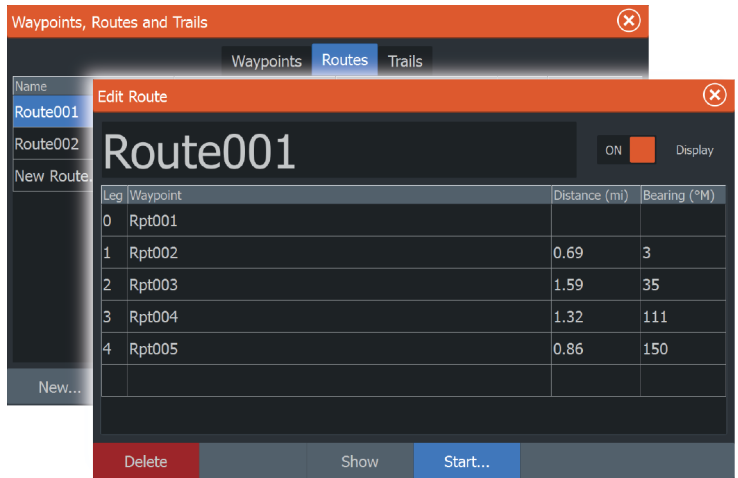 Waypoints, Routes and Trails
Waypoints Routes Trails
Name
Route001
Route002
New Route.
New...
Edit Route
Route001
ON Display
Leg Waypoint Distance (mi) Bearing (°M)
0 Rpt001
1 Rpt002 0.69 3
2 Rpt003 1.59 35
3 Rpt004 1.32 111
4 Rpt005 0.86 150
Delete Show Start...